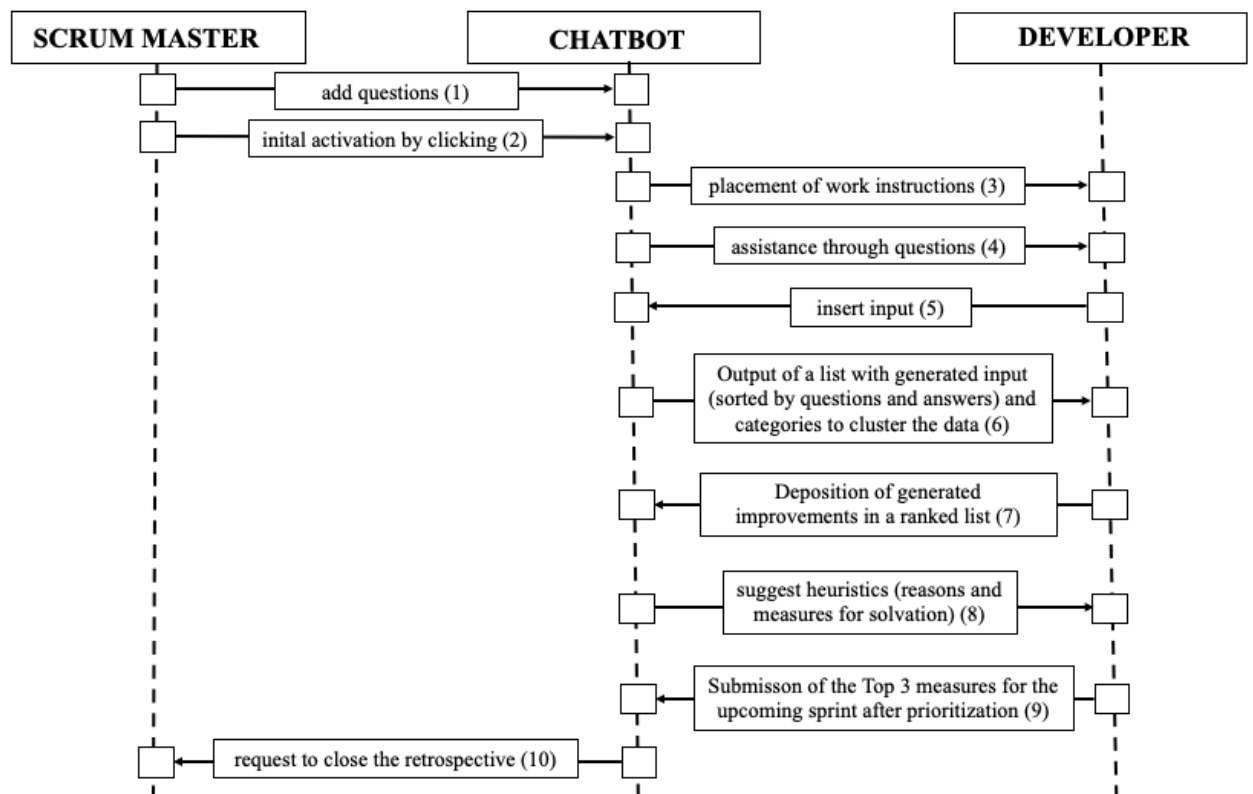 SCRUM MASTER
CHATBOT
DEVELOPER
add questions (1)
inital activation by clicking (2)
placement of work instructions (3)
assistance through questions (4)
insert input (5)
Output of a list with generated input
(sorted by questions and answers) and
categories to cluster the data (6)
Deposition of generated
improvements in a ranked list (7)
suggest heuristics (reasons and
measures for solvation) (8)
Submisson of the Top 3 measures for the
upcoming sprint after prioritization (9)
request to close the retrospective (10)